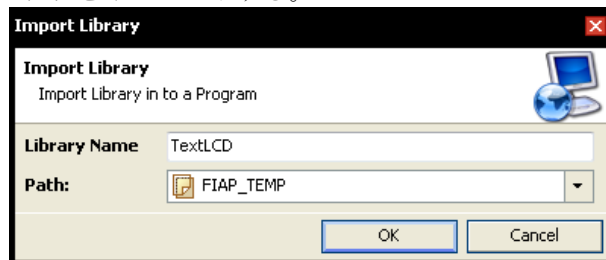 Import Library
Import Library
Import Library in to a Program
Library Name TextLCD
Path: FIAP_TEMP
OK Cancel